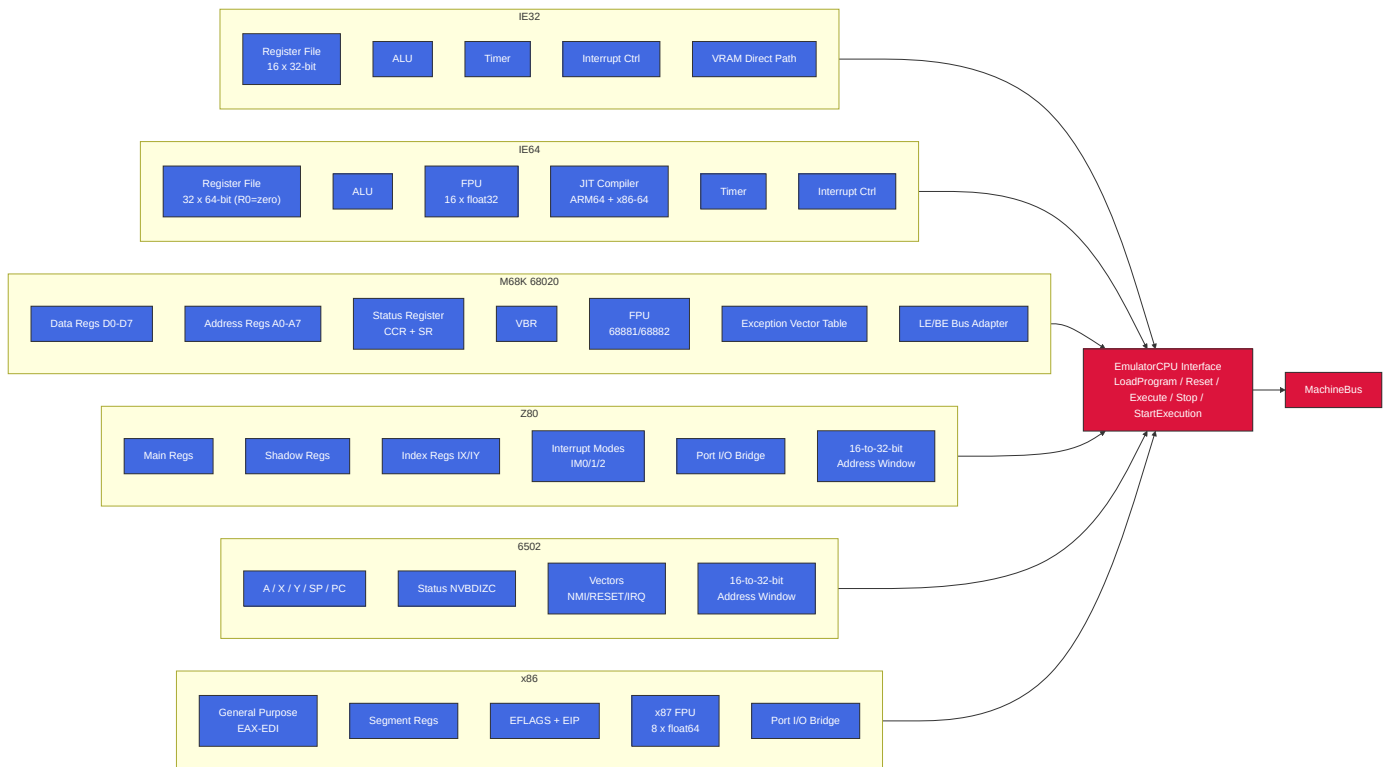 IE32
Register File
16 x 32-bit
ALU
Timer
Interrupt Ctrl
VRAM Direct Path
IE64
Register File
32 x 64-bit (R0=zero)
ALU
FPU
16 x float32
JIT Compiler
ARM64 + x86-64
Timer
Interrupt Ctrl
M68K 68020
Data Regs D0-D7
Address Regs A0-A7
Status Register
CCR + SR
VBR
FPU
68881/68882
Exception Vector Table
LE/BE Bus Adapter
Z80
Main Regs
Shadow Regs
Index Regs IX/IY
Interrupt Modes
IM0/1/2
Port I/O Bridge
16-to-32-bit
Address Window
6502
A / X / Y / SP / PC
Status NVBDIZC
Vectors
NMI/RESET/IRQ
16-to-32-bit
Address Window
x86
General Purpose
EAX-EDI
Segment Regs
EFLAGS + EIP
x87 FPU
8 x float64
Port I/O Bridge
EmulatorCPU Interface
LoadProgram / Reset /
Execute / Stop /
StartExecution
MachineBus